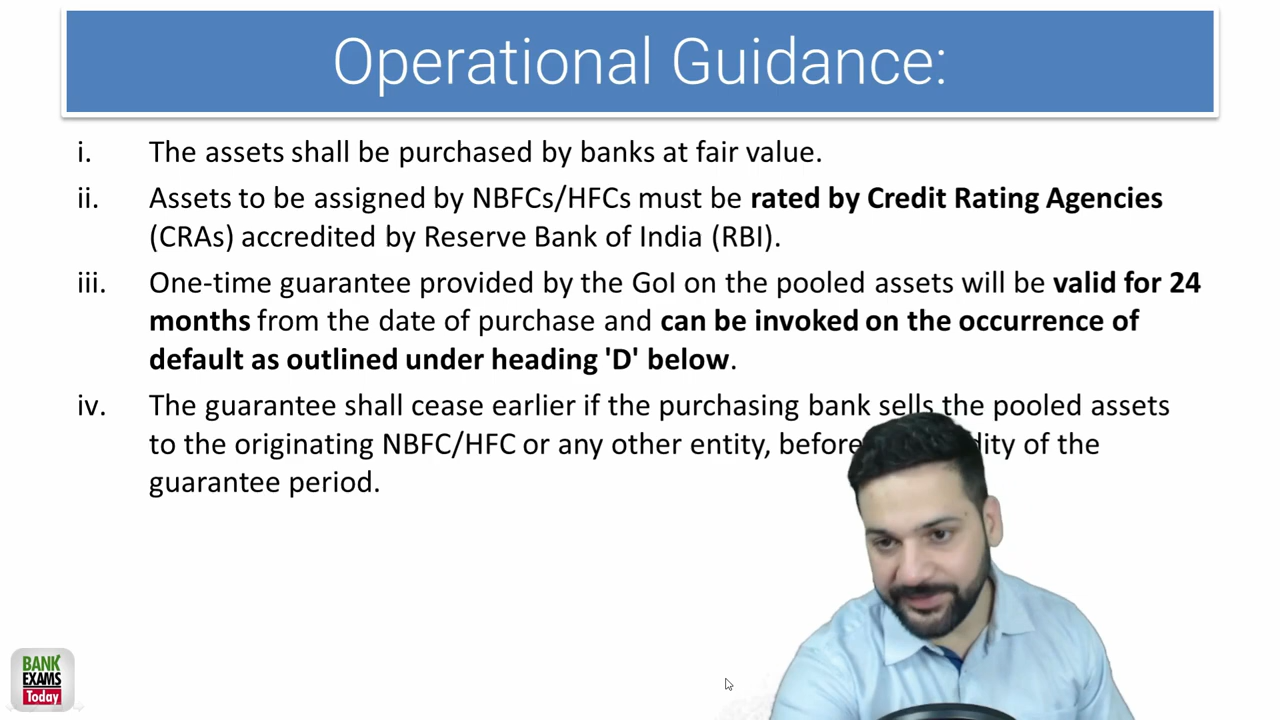 Operational Guidance:
i. The assets shall be purchased by banks at fair value.
ii. Assets to be assigned by NBFCs/HFCs must be rated by Credit Rating Agencies
(CRAs) accredited by Reserve Bank of India (RBI).
iii. One-time guarantee provided by the GoI on the pooled assets will be valid for 24
months from the date of purchase and can be invoked on the occurrence of
default as outlined under heading 'D' below.
iv. The guarantee shall cease earlier if the purchasing bank sells the pooled assets
to the originating NBFC/HFC or any other entity, before of the
guarantee period.
BANK
EXAMS
Today